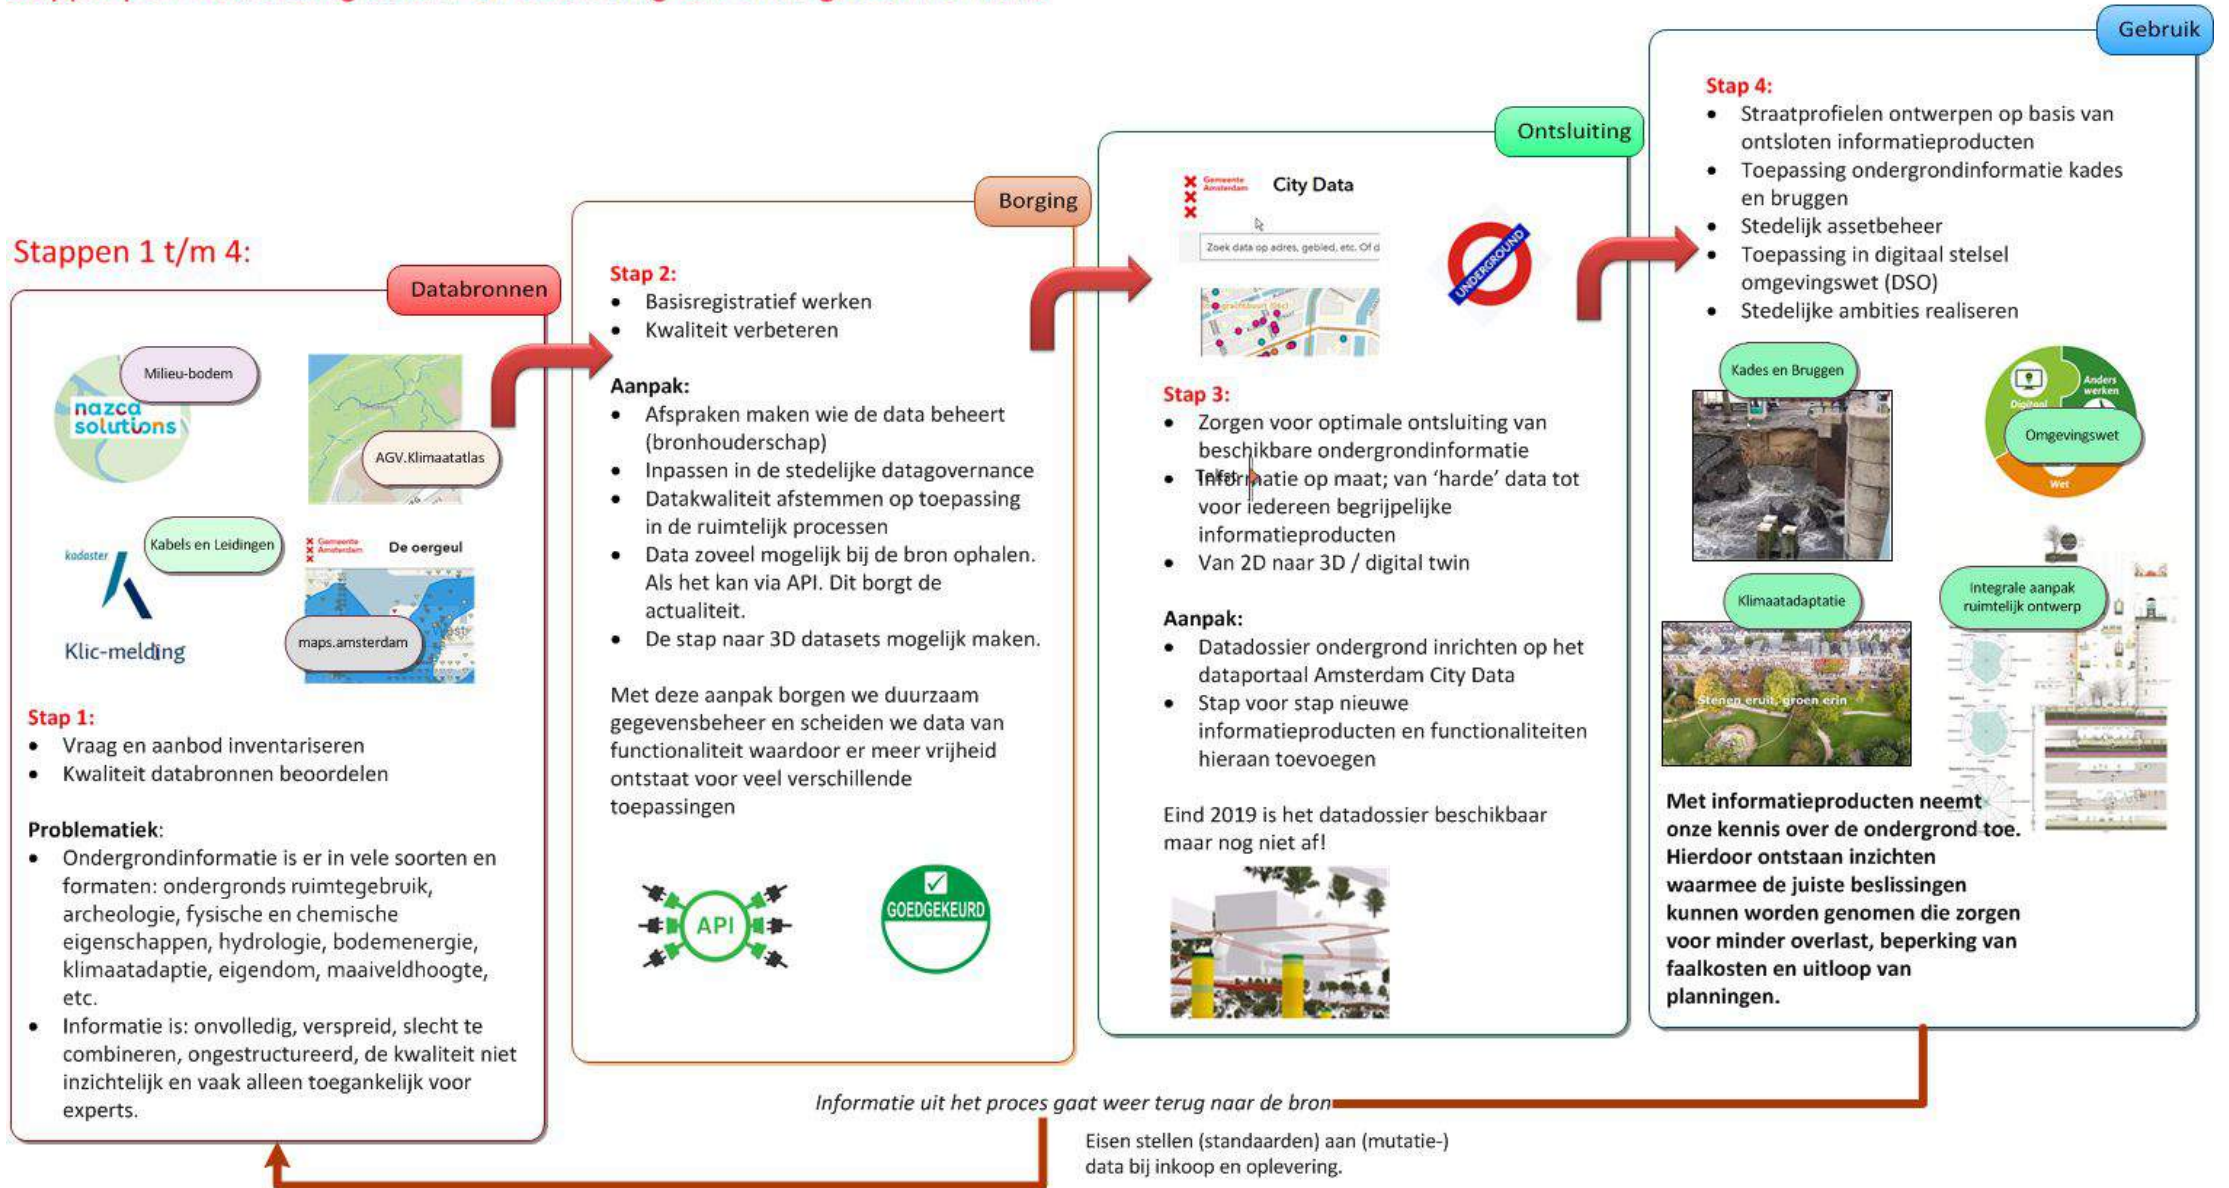 Stappen 1 t/m 4:
Databronnen
Milieu-bodem
nazca
solutions
AGV.Klimaatatlas
kadaster
Kabels en Leidingen
Klic-melding
Gemeente
Amsterdam
De oergeul
maps.amsterdam
Stap 1:
• Vraag en aanbod inventariseren
• Kwaliteit databronnen beoordelen
Problematiek:
• Ondergrondinformatie is er in vele soorten en
formaten: ondergronds ruimtegebruik,
archeologie, fysische en chemische
eigenschappen, hydrologie, bodemenergie,
klimaatadaptie, eigendom, maaiveldhoogte,
etc.
• Informatie is: onvolledig, verspreid, slecht te
combineren, ongestructureerd, de kwaliteit niet
inzichtelijk en vaak alleen toegankelijk voor
experts.
Borging
Stap 2:
• Basisregistratief werken
• Kwaliteit verbeteren
Aanpak:
• Afspraken maken wie de data beheert
(bronhouderschap)
• Inpassen in de stedelijke datagovernance
• Datakwaliteit afstemmen op toepassing
in de ruimtelijk processen
• Data zoveel mogelijk bij de bron ophalen.
Als het kan via API. Dit borgt de
actualiteit.
• De stap naar 3D datasets mogelijk maken.
Met deze aanpak borgen we duurzaam
gegevensbeheer en scheiden we data van
functionaliteit waardoor er meer vrijheid
ontstaat voor veel verschillende
toepassingen
API
GOEDGEKEURD
Ontsluiting
Gemeente
Amsterdam
City Data
Zoek data op adres, gebied, etc. Of d
UNDERGROUND
Stap 3:
• Zorgen voor optimale ontsluiting van
beschikbare ondergrondinformatie
• Informatie op maat; van ‘harde’ data tot
voor iedereen begrijpelijke
informatieproducten
• Van 2D naar 3D / digital twin
Aanpak:
• Datadossier ondergrond inrichten op het
dataportaal Amsterdam City Data
• Stap voor stap nieuwe
informatieproducten en functionaliteiten
hieraan toevoegen
Eind 2019 is het datadossier beschikbaar
maar nog niet af!
Gebruik
Stap 4:
• Straatprofielen ontwerpen op basis van
ontsloten informatieproducten
• Toepassing ondergrondinformatie kades
en bruggen
• Stedelijk assetbeheer
• Toepassing in digitaal stelsel
omgevingswet (DSO)
• Stedelijke ambities realiseren
Kades en Bruggen
Anders
werken
Digitaal
Omgevingswet
Wet
Klimaatadaptatie
Stenen eruit, groen erin
Integrale aanpak
ruimtelijk ontwerp
Met informatieproducten neemt
onze kennis over de ondergrond toe.
Hierdoor ontstaan inzichten
waarmee de juiste beslissingen
kunnen worden genomen die zorgen
voor minder overlast, beperking van
faalkosten en uitloop van
planningen.
Informatie uit het proces gaat weer terug naar de bron
Eisen stellen (standaarden) aan (mutatie-)
data bij inkoop en oplevering.